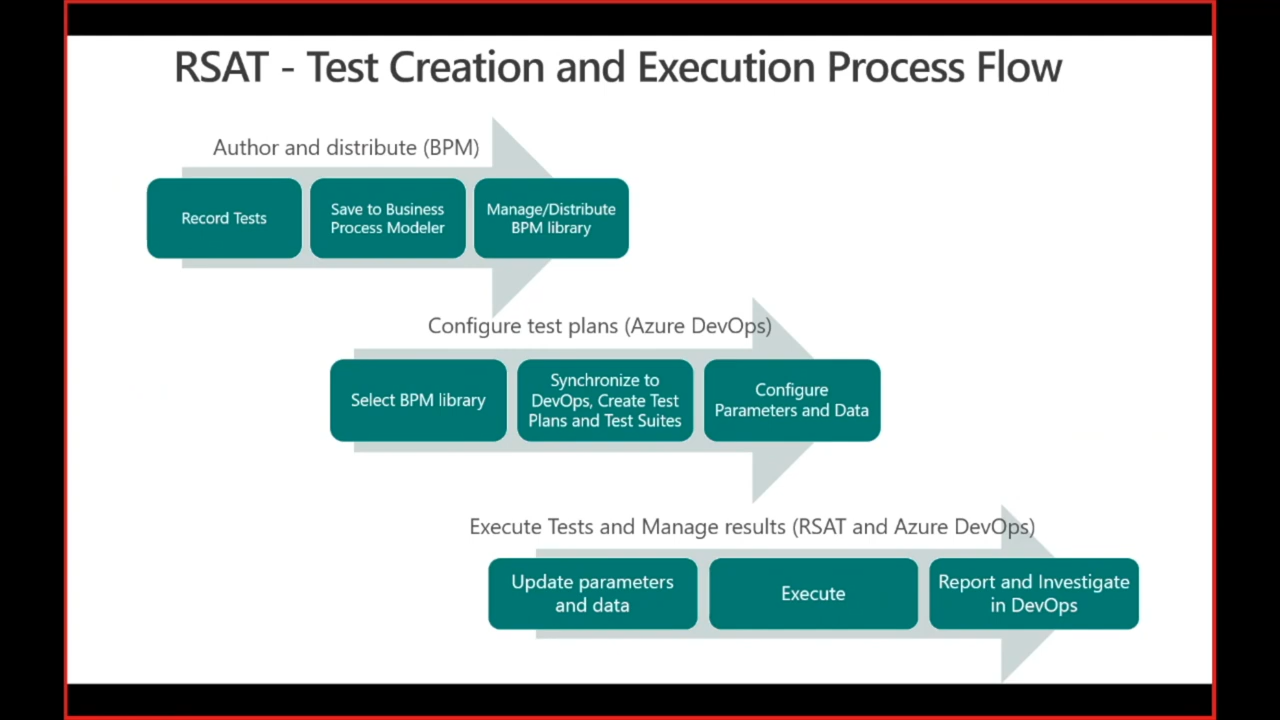 RSAT - Test Creation and Execution Process Flow
Author and distribute (BPM)
Record Tests
Save to Business
Process Modeler
Manage/Distribute
BPM library
Configure test plans (Azure DevOps)
Select BPM library
Synchronize to
DevOps, Create Test
Plans and Test Suites
Configure
Parameters and Data
Execute Tests and Manage results (RSAT and Azure DevOps)
Update parameters
and data
Execute
Report and Investigate
in DevOps